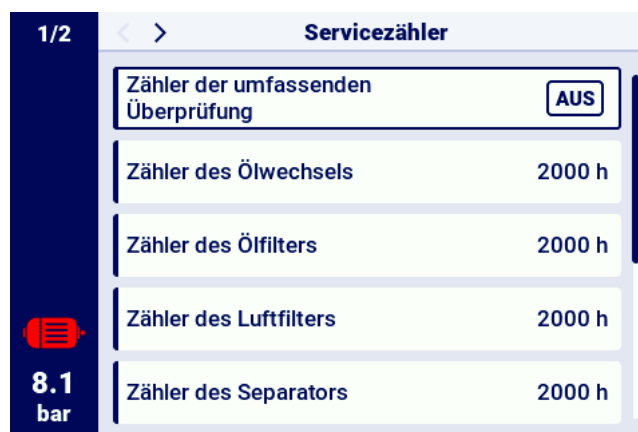 1/2
Servicezähler
Zähler der umfassenden
Überprüfung
AUS
Zähler des Ölwechsels 2000 h
Zähler des Ölfilters 2000 h
Zähler des Luftfilters 2000 h
Zähler des Separators 2000 h
8.1
bar